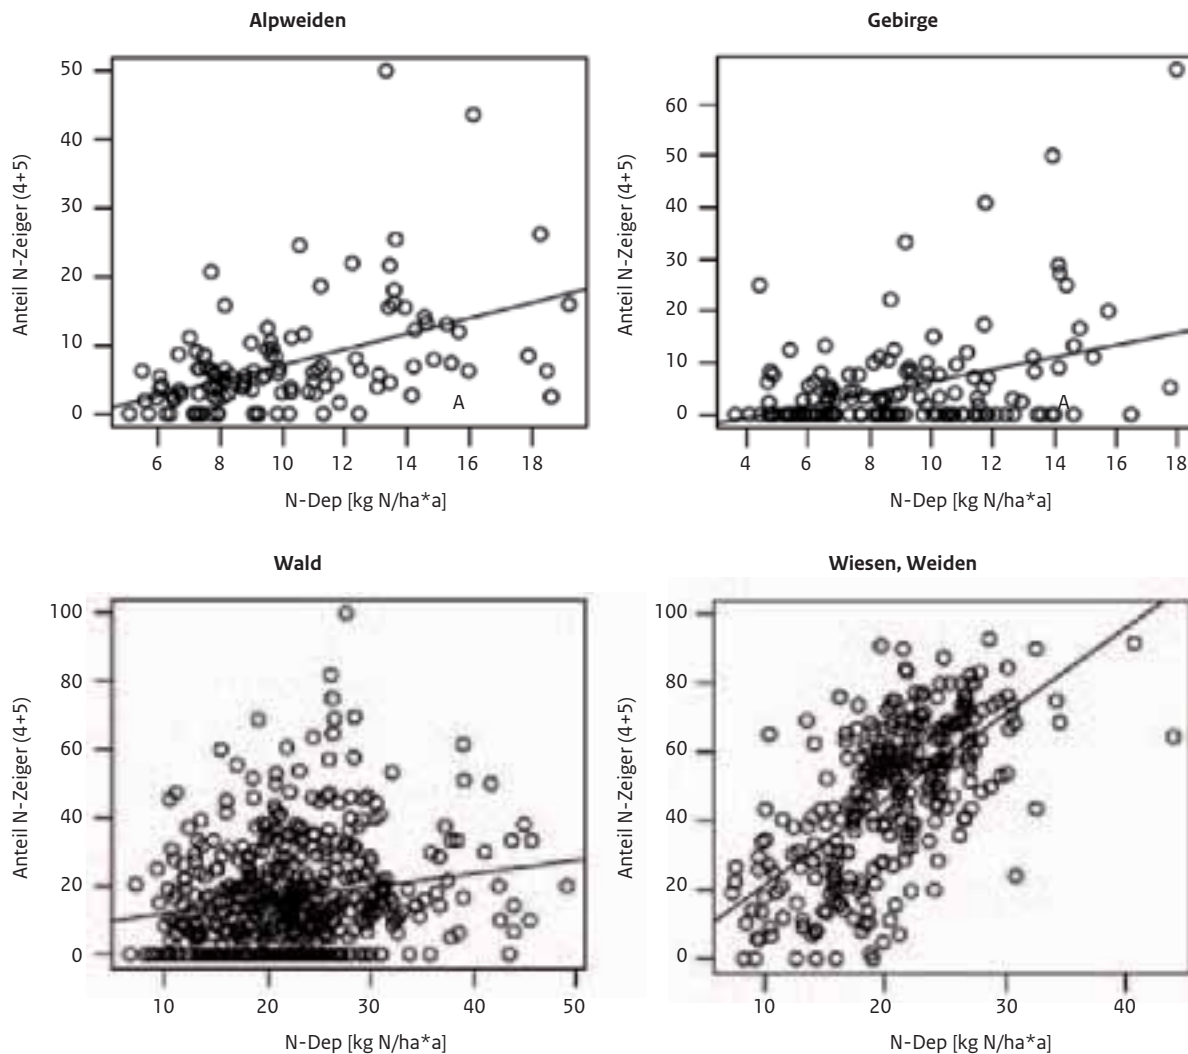 Alpweiden
50
40
30
20
10
0
Anteil N-Zeiger (4+5)
A
6 8 10 12 14 16 18
N-Dep [kg N/ha*a]
Gebirge
60
50
40
30
20
10
0
Anteil N-Zeiger (4+5)
A
4 6 8 10 12 14 16 18
N-Dep [kg N/ha*a]
Wald
100
80
60
40
20
0
Anteil N-Zeiger (4+5)
10 20 30 40 50
N-Dep [kg N/ha*a]
Wiesen, Weiden
100
80
60
40
20
0
Anteil N-Zeiger (4+5)
10 20 30 40
N-Dep [kg N/ha*a]